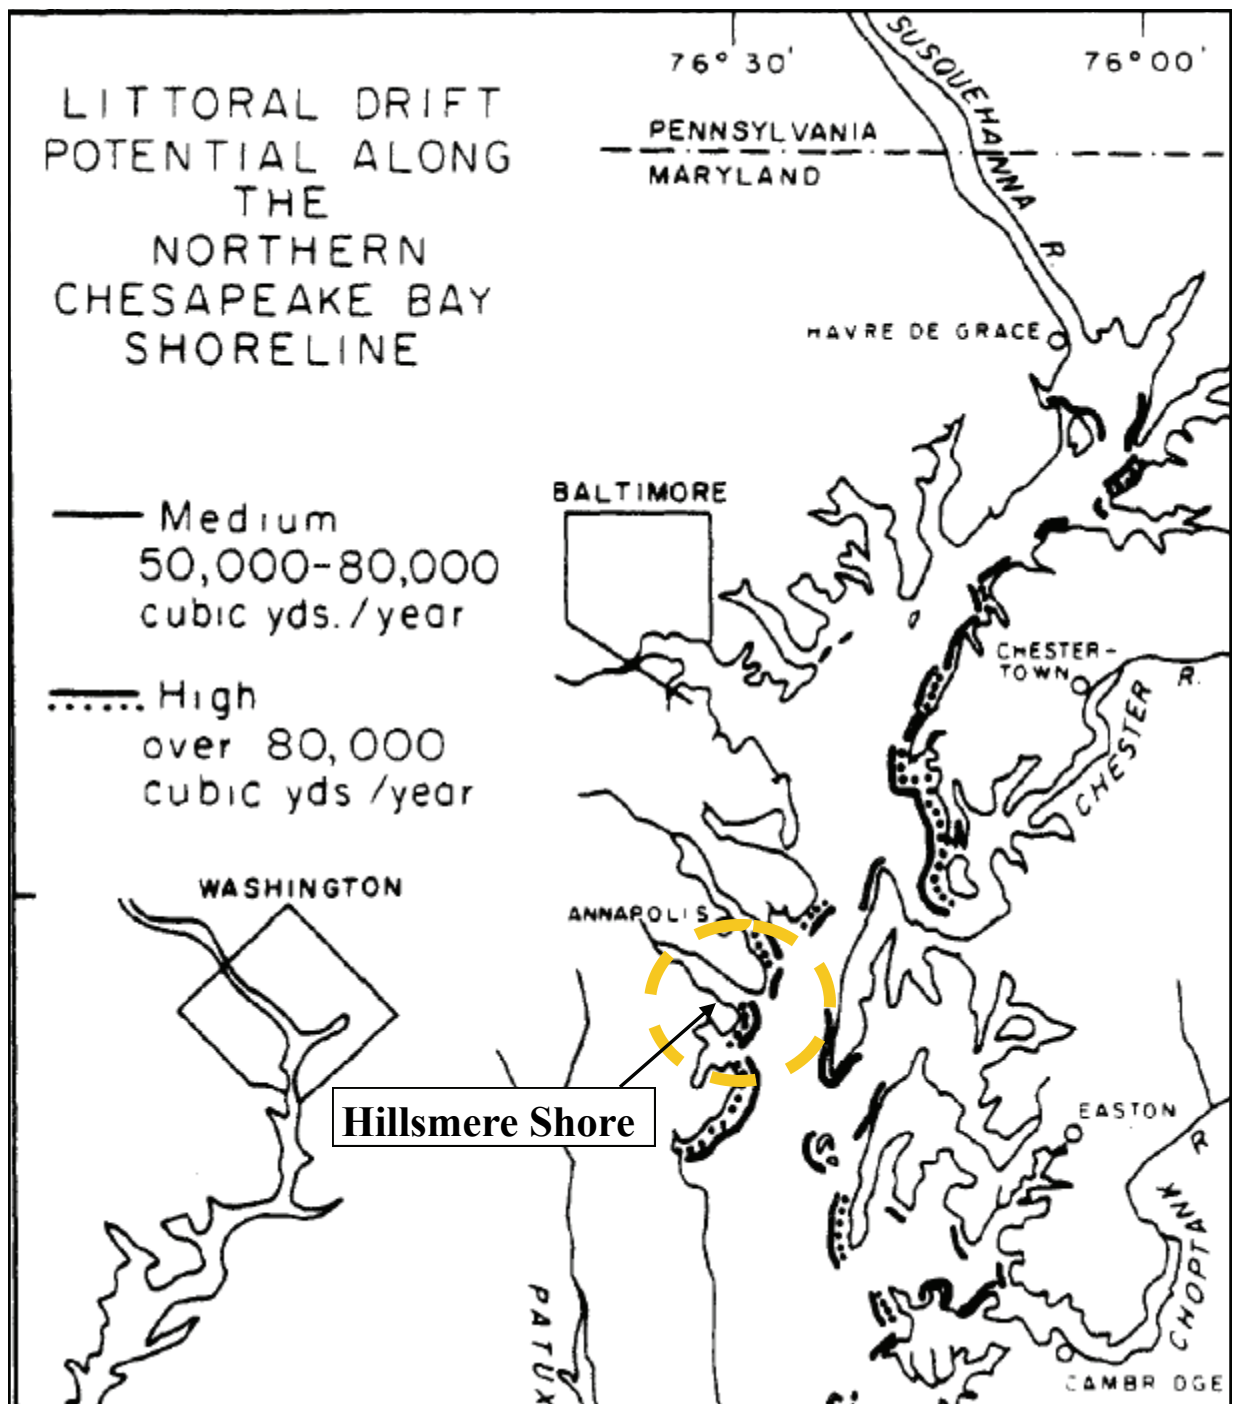 LITTORAL DRIFT
POTENTIAL ALONG
THE
NORTHERN
CHESAPEAKE BAY
SHORELINE
76° 30'
76° 00'
SUSQUEHANNA R.
PENNSYLVANIA
MARYLAND
HAVRE DE GRACE
BALTIMORE
Medium
50,000-80,000
cubic yds./year
High
over 80,000
cubic yds /year
CHESTER-
TOWN
CHESTER R.
WASHINGTON
ANNAPOLIS
Hillsmere Shore
EASTON
CHOPTANK R
PATUX
CAMBR DGE